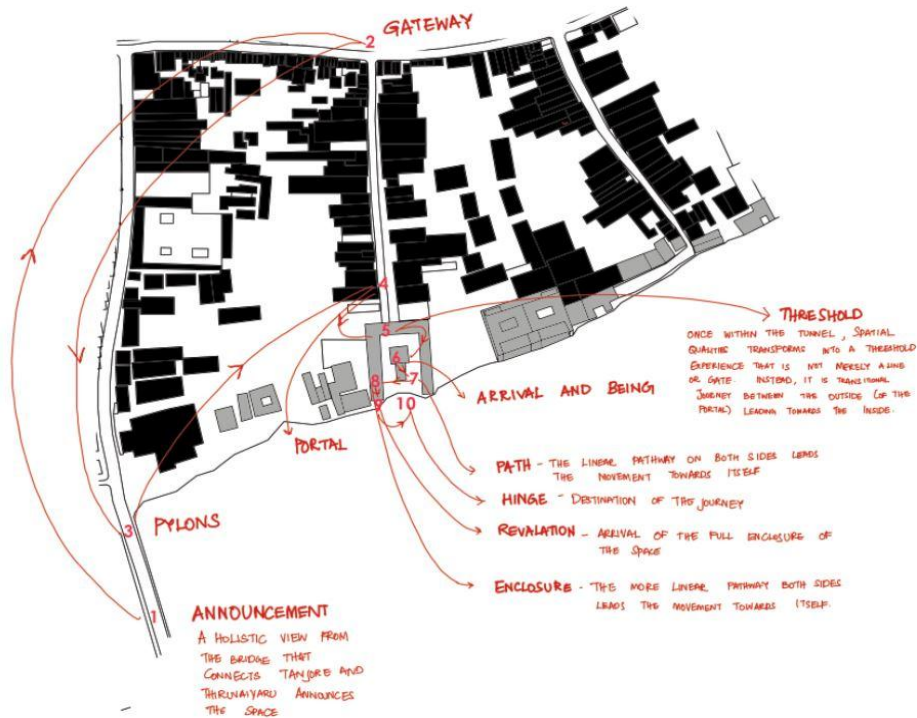 GATEWAY
2
4
5
6
7
8
9
10
3
1
THRESHOLD
ONCE WITHIN THE TUNNEL, SPATIAL
QUALITIES TRANSFORMS INTO A THRESHOLD
EXPERIENCE THAT IS NOT MERELY A LINE
OR GATE. INSTEAD, IT IS TRANSITIONAL
JOURNEY BETWEEN THE OUTSIDE (OF THE
PORTAL) LEADING TOWARDS THE INSIDE.
ARRIVAL AND BEING
PORTAL
PATH - THE LINEAR PATHWAY ON BOTH SIDES LEADS
THE MOVEMENT TOWARDS ITSELF
HINGE - DESTINATION OF THE JOURNEY
REVALATION - ARRIVAL OF THE FULL ENCLOSURE OF
THE SPACE
ENCLOSURE - THE MORE LINEAR PATHWAY BOTH SIDES
LEADS THE MOVEMENT TOWARDS ITSELF.
PYLONS
ANNOUNCEMENT
A HOLISTIC VIEW FROM
THE BRIDGE THAT
CONNECTS TANJORE AND
THIRUVAIYARU ANNOUNCES
THE SPACE